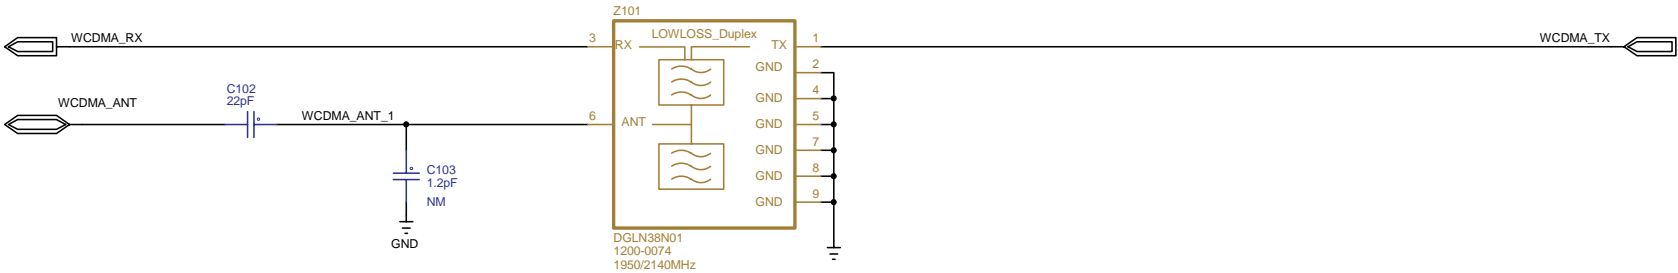 Z101
WCDMA_RX
3
RX
LOWLOSS_Duplex
TX
1
WCDMA_TX
GND
2
C102
22pF
WCDMA_ANT
WCDMA_ANT_1
6
ANT
GND
4
GND
5
GND
7
C103
1.2pF
NM
GND
8
GND
9
GND
DGLN38N01
1200-0074
1950/2140MHz